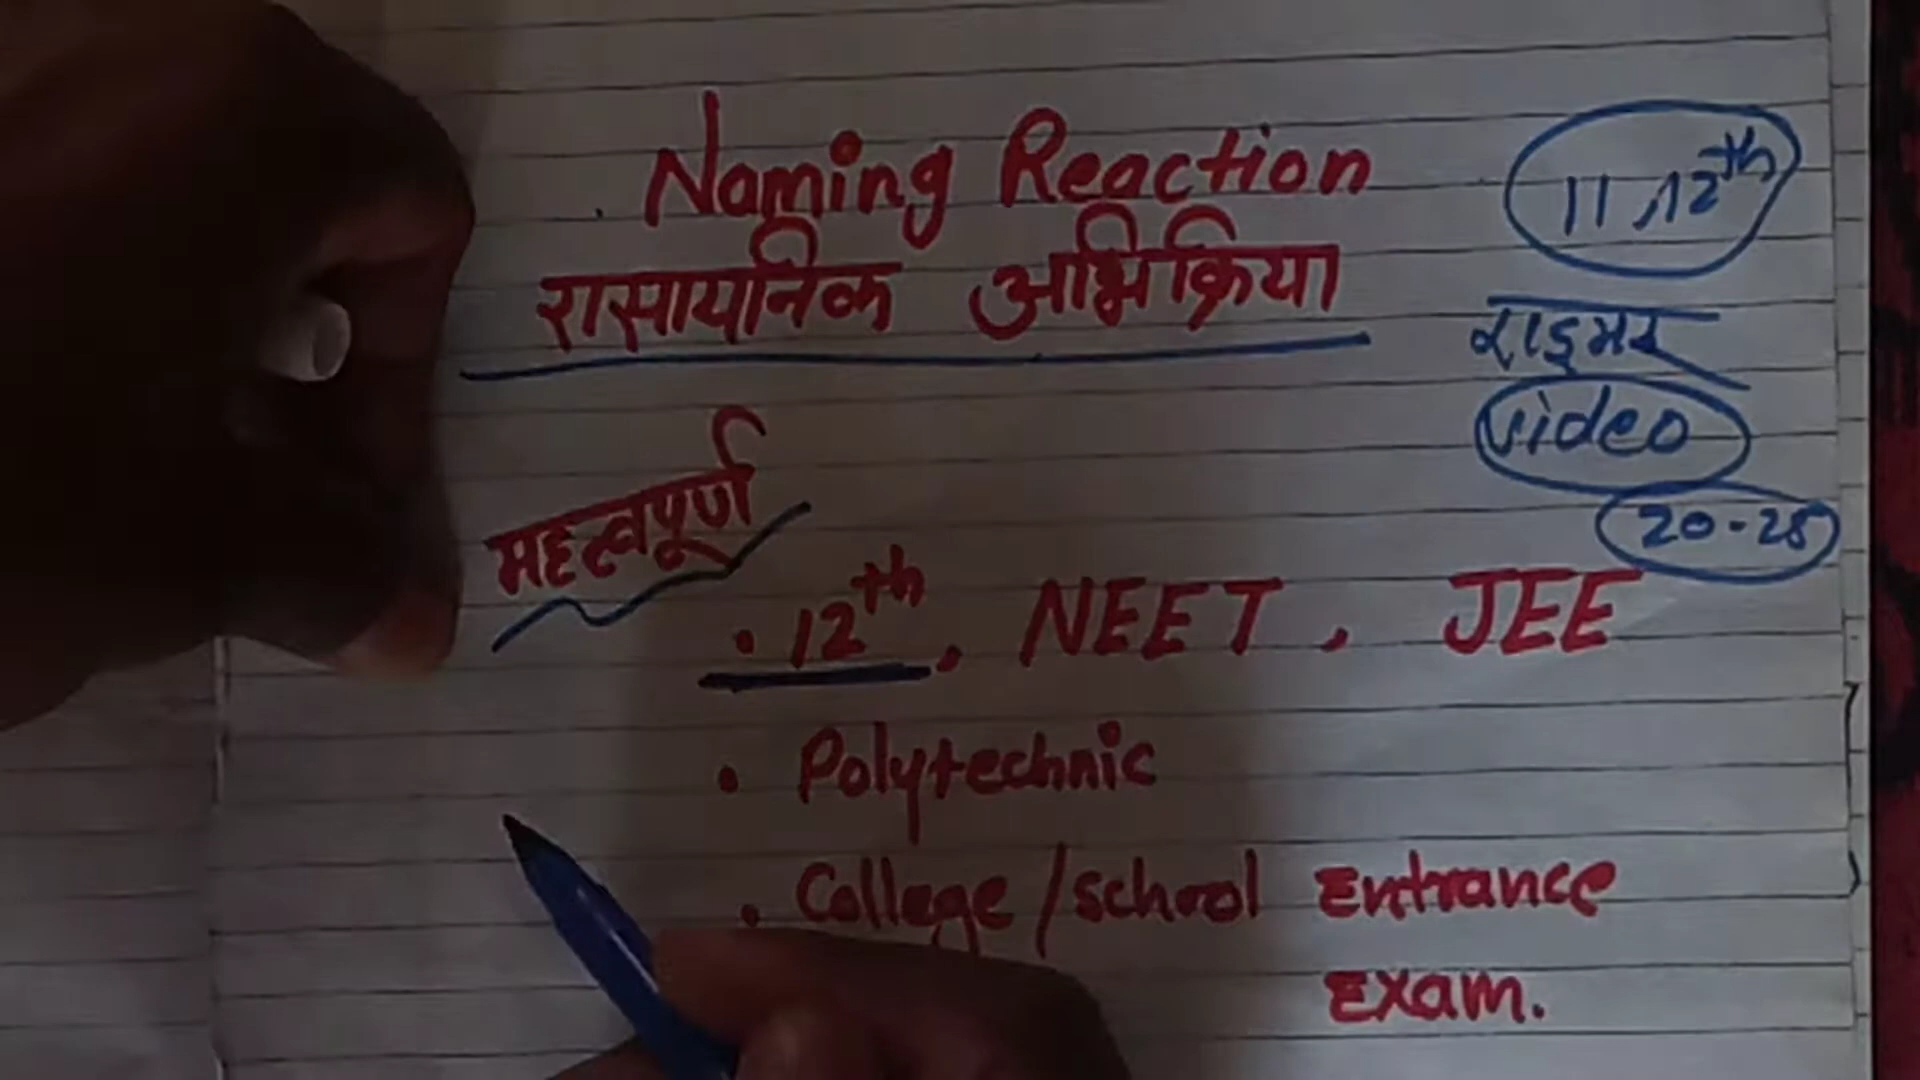 Naming Reaction
रासायनिक अभिक्रिया
11, 12th
राइमर
video
20-25
महत्वपूर्ण
• 12th, NEET, JEE
• Polytechnic
• College/school Entrance
Exam.